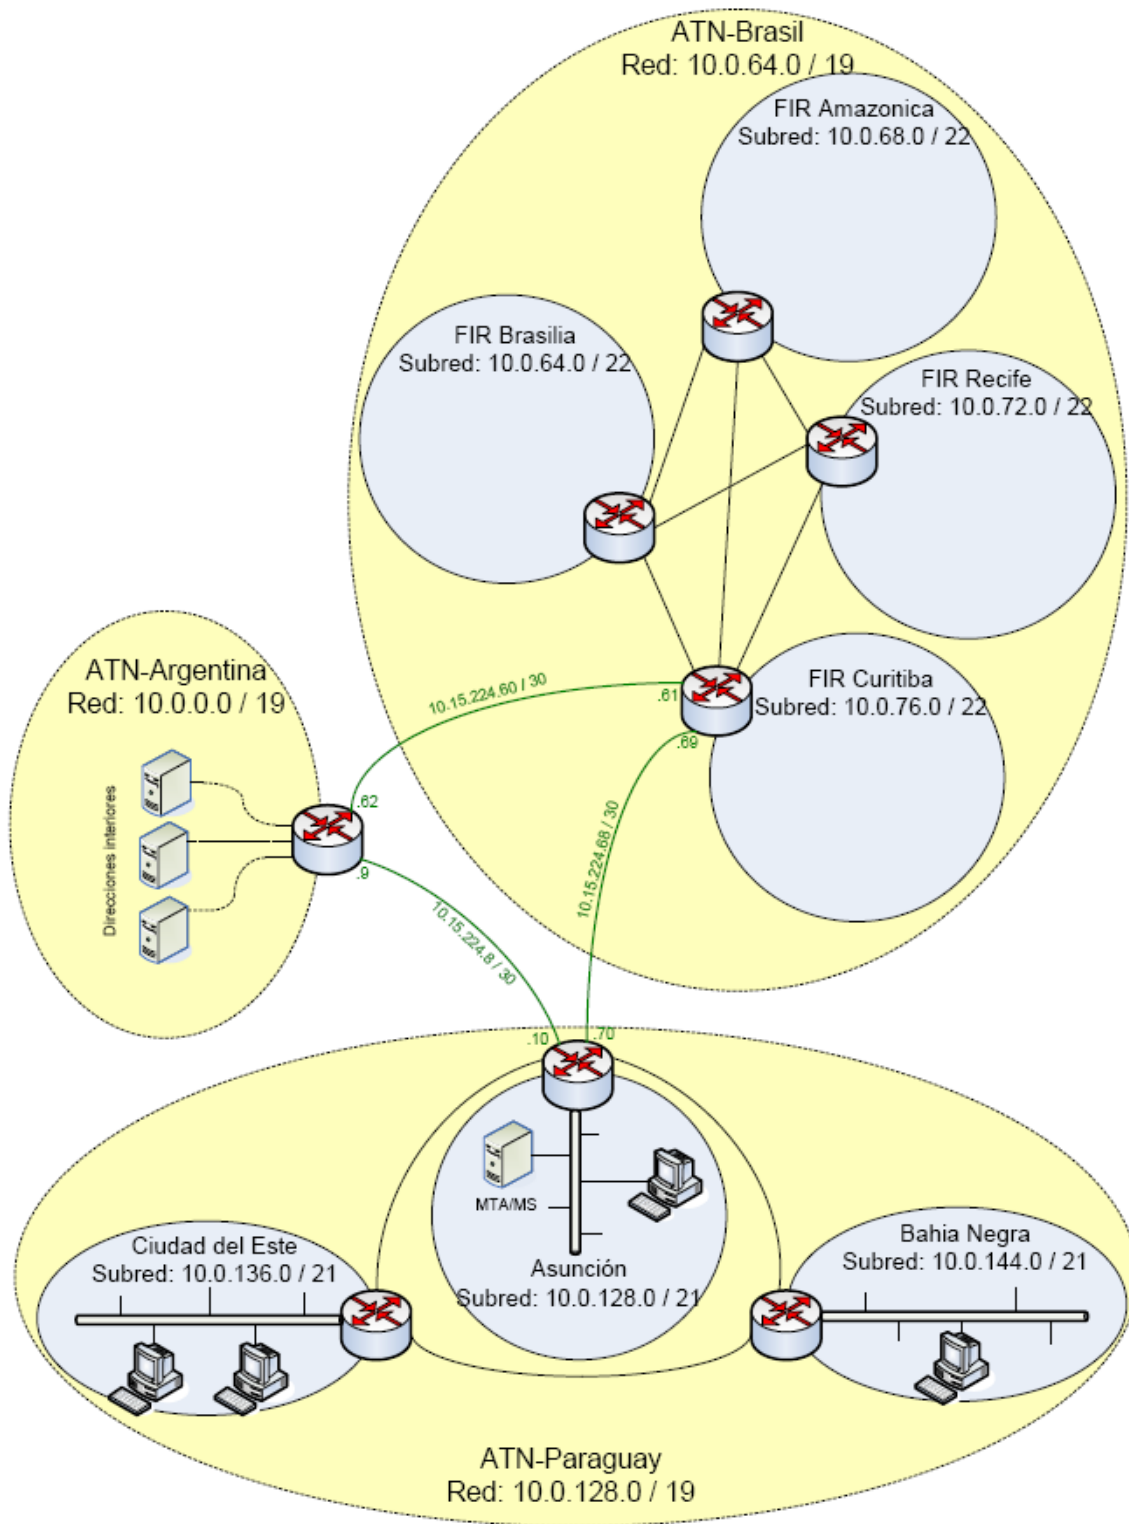 ATN-Brasil
Red: 10.0.64.0 / 19
FIR Amazonica
Subred: 10.0.68.0 / 22
FIR Brasilia
Subred: 10.0.64.0 / 22
FIR Recife
Subred: 10.0.72.0 / 22
FIR Curitiba
Subred: 10.0.76.0 / 22
ATN-Argentina
Red: 10.0.0.0 / 19
Direcciones interiores
10.15.224.60 / 30
.61
.62
.69
10.15.224.68 / 30
.9
10.15.224.8 / 30
.10
.70
MTA/MS
Asunción
Subred: 10.0.128.0 / 21
Ciudad del Este
Subred: 10.0.136.0 / 21
Bahia Negra
Subred: 10.0.144.0 / 21
ATN-Paraguay
Red: 10.0.128.0 / 19